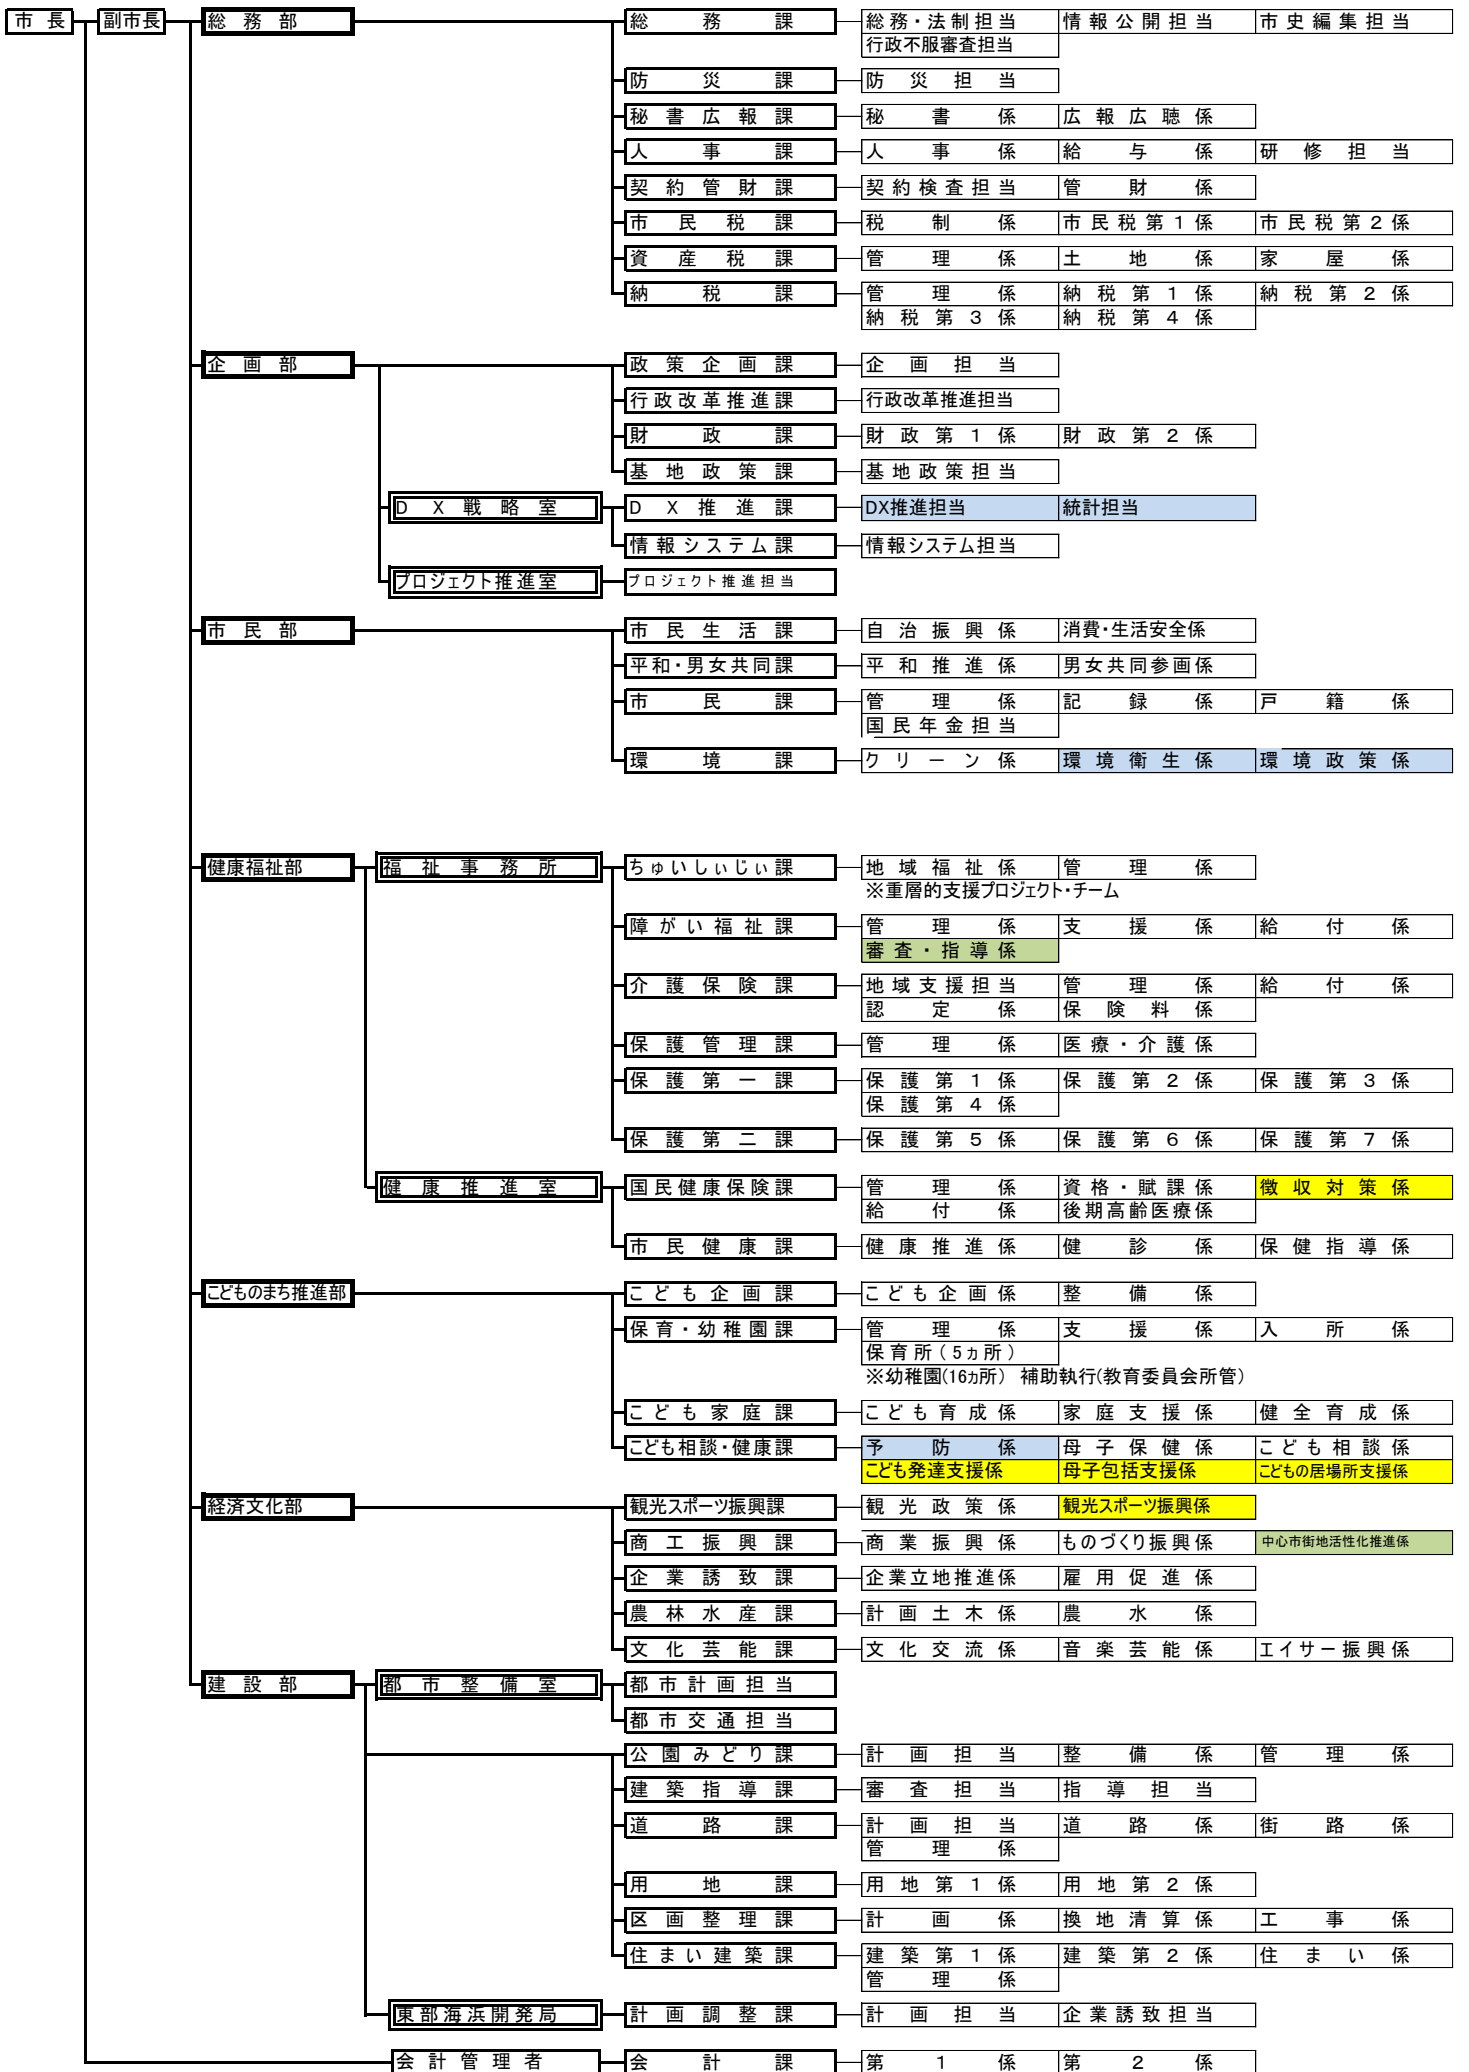 市長 副市長 総務部 総務課 総務・法制担当 情報公開担当 市史編集担当
行政不服審査担当
防災課 防災担当
秘書広報課 秘書係 広報広聴係
人事課 人事係 給与係 研修担当
契約管財課 契約検査担当 管財係
市民税課 税制係 市民税第1係 市民税第2係
資産税課 管理係 土地係 家屋係
納税課 管理係 納税第1係 納税第2係
納税第3係 納税第4係
企画部 政策企画課 企画担当
行政改革推進課 行政改革推進担当
財政課 財政第1係 財政第2係
基地政策課 基地政策担当
DX戦略室 DX推進課 DX推進担当 統計担当
情報システム課 情報システム担当
プロジェクト推進室 プロジェクト推進担当
市民部 市民生活課 自治振興係 消費・生活安全係
平和・男女共同課 平和推進係 男女共同参画係
市民課 管理係 記録係 戸籍係
国民年金担当
環境課 クリーン係 環境衛生係 環境政策係
健康福祉部 福祉事務所 ちゅいしぃじぃ課 地域福祉係 管理係
※重層的支援プロジェクト・チーム
障がい福祉課 管理係 支援係 給付係
審査・指導係
介護保険課 地域支援担当 管理係 給付係
認定係 保険料係
保護管理課 管理係 医療・介護係
保護第一課 保護第1係 保護第2係 保護第3係
保護第4係
保護第二課 保護第5係 保護第6係 保護第7係
健康推進室 国民健康保険課 管理係 資格・賦課係 徴収対策係
給付係 後期高齢医療係
市民健康課 健康推進係 健診係 保健指導係
こどものまち推進部 こども企画課 こども企画係 整備係
保育・幼稚園課 管理係 支援係 入所係
保育所(5ヵ所)
※幼稚園(16ヵ所) 補助執行(教育委員会所管)
こども家庭課 こども育成係 家庭支援係 健全育成係
こども相談・健康課 予防係 母子保健係 こども相談係
こども発達支援係 母子包括支援係 こどもの居場所支援係
経済文化部 観光スポーツ振興課 観光政策係 観光スポーツ振興係
商工振興課 商業振興係 ものづくり振興係 中心市街地活性化推進係
企業誘致課 企業立地推進係 雇用促進係
農林水産課 計画土木係 農水係
文化芸能課 文化交流係 音楽芸能係 エイサー振興係
建設部 都市整備室 都市計画担当
都市交通担当
公園みどり課 計画担当 整備係 管理係
建築指導課 審査担当 指導担当
道路課 計画担当 道路係 街路係
管理係
用地課 用地第1係 用地第2係
区画整理課 計画係 換地清算係 工事係
住まい建築課 建築第1係 建築第2係 住まい係
管理係
東部海浜開発局 計画調整課 計画担当 企業誘致担当
会計管理者 会計課 第1係 第2係